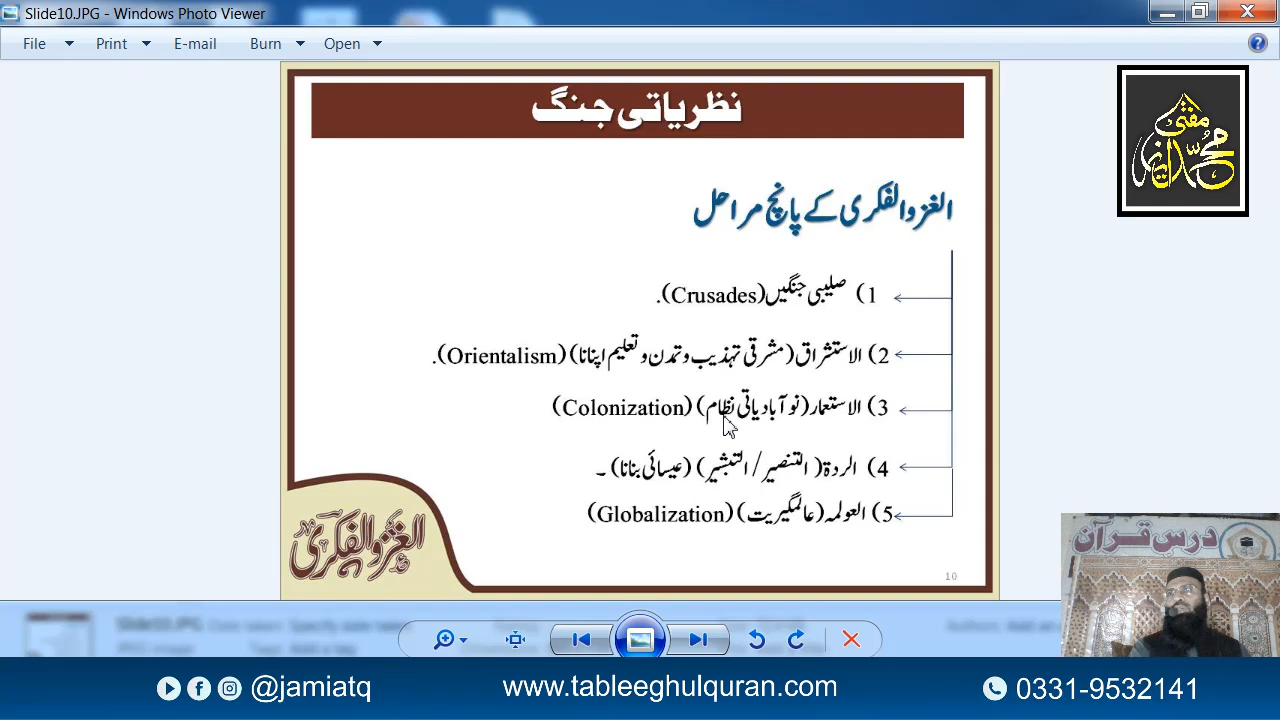 Slide10.JPG - Windows Photo Viewer
File Print E-mail Burn Open
نظریاتی جنگ
مفتی محمد
الغزو الفکری کے پانچ مراحل
1) صلیبی جنگیں (Crusades).
2) الاستشراق (مشرقی تہذیب و تمدن و تعلیم اپنانا) (Orientalism).
3) الاستعمار (نو آبادیاتی نظام) (Colonization)
4) الردۃ (التنصیر / التبشیر) (عیسائی بنانا) ۔
5) العولمہ (عالمگیریت) (Globalization)
الغزو الفکری
10
درس قرآن
@jamiatq www.tableeghulquran.com 0331-9532141